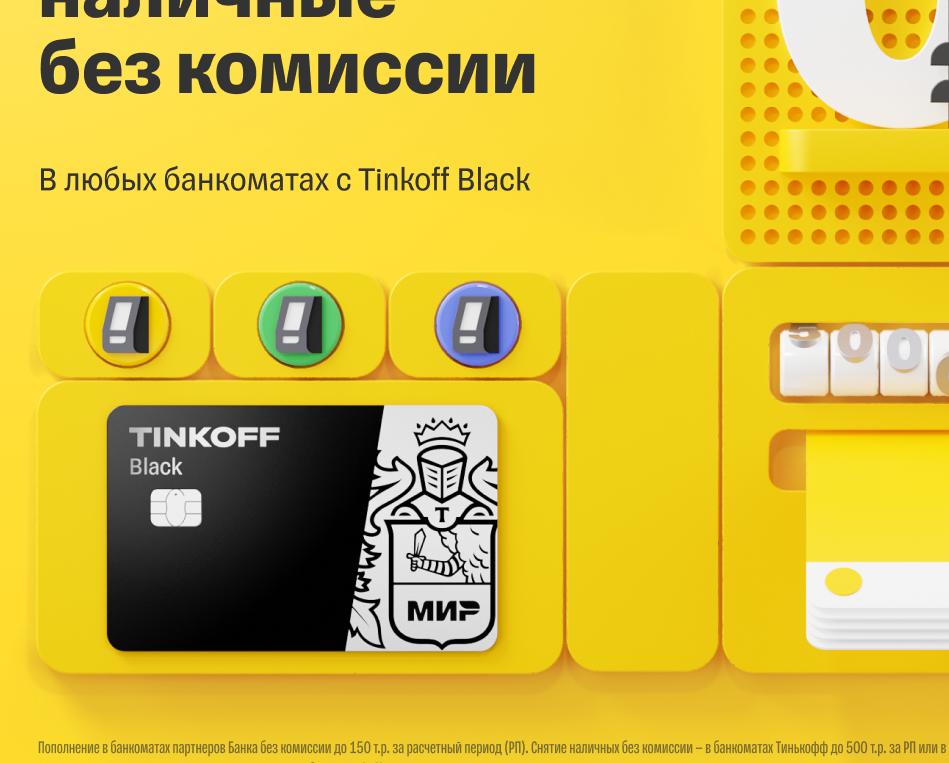 наличные
без комиссии
0
В любых банкоматах с Tinkoff Black
500
TINKOFF
Black
T
МИР
Пополнение в банкоматах партнеров Банка без комиссии до 150 т.р. за расчетный период (РП). Снятие наличных без комиссии – в банкоматах Тинькофф до 500 т.р. за РП или в